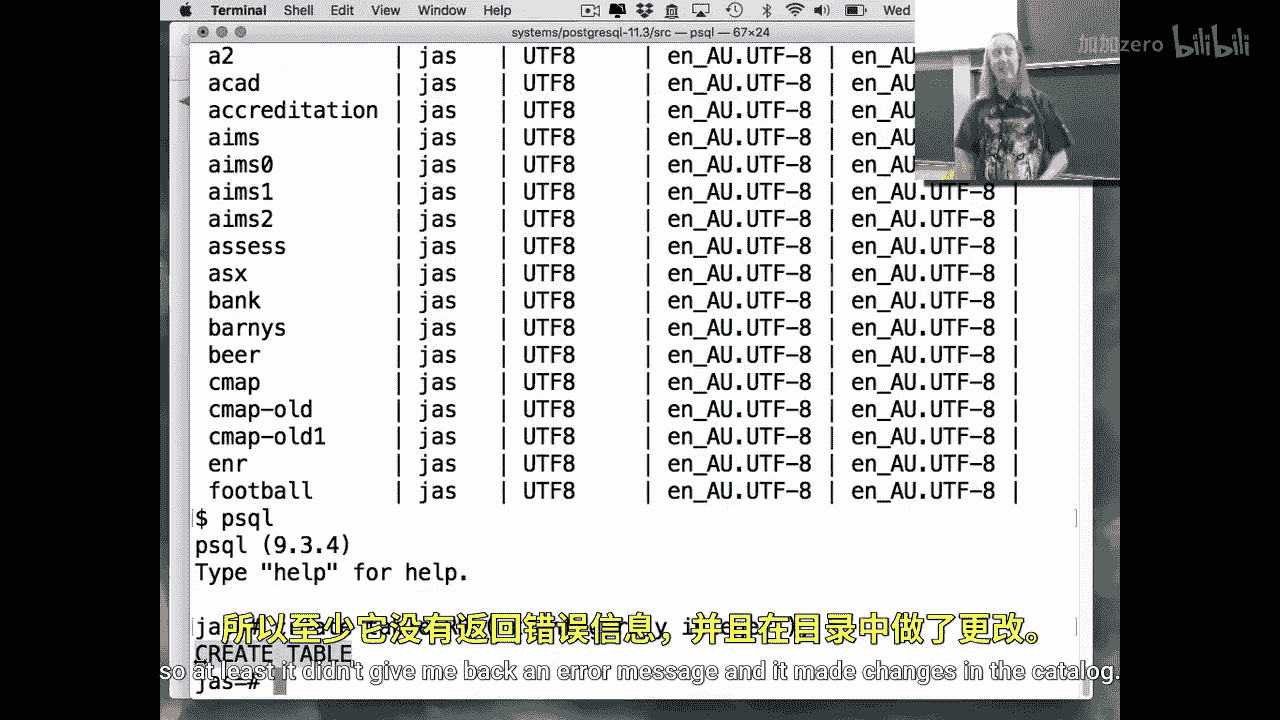 Terminal Shell Edit View Window Help Wed
systems/postgresql-11.3/src — psql — 67×24
加加zero bilibili
a2 | jas | UTF8 | en_AU.UTF-8 | en_AU
acad | jas | UTF8 | en_AU.UTF-8 | en_AU
accreditation | jas | UTF8 | en_AU.UTF-8 | en_AU
aims | jas | UTF8 | en_AU.UTF-8 | en_AU
aims0 | jas | UTF8 | en_AU.UTF-8 | en_AU
aims1 | jas | UTF8 | en_AU.UTF-8 | en_AU.UTF-8 |
aims2 | jas | UTF8 | en_AU.UTF-8 | en_AU.UTF-8 |
assess | jas | UTF8 | en_AU.UTF-8 | en_AU.UTF-8 |
asx | jas | UTF8 | en_AU.UTF-8 | en_AU.UTF-8 |
bank | jas | UTF8 | en_AU.UTF-8 | en_AU.UTF-8 |
barnys | jas | UTF8 | en_AU.UTF-8 | en_AU.UTF-8 |
beer | jas | UTF8 | en_AU.UTF-8 | en_AU.UTF-8 |
cmap | jas | UTF8 | en_AU.UTF-8 | en_AU.UTF-8 |
cmap-old | jas | UTF8 | en_AU.UTF-8 | en_AU.UTF-8 |
cmap-old1 | jas | UTF8 | en_AU.UTF-8 | en_AU.UTF-8 |
enr | jas | UTF8 | en_AU.UTF-8 | en_AU.UTF-8 |
football | jas | UTF8 | en_AU.UTF-8 | en_AU.UTF-8 |
$ psql
psql (9.3.4)
Type "help" for help.
所以至少它没有返回错误信息，并且在目录中做了更改。
CREATE TABLE
so at least it didn't give me back an error message and it made changes in the catalog.
jas=#